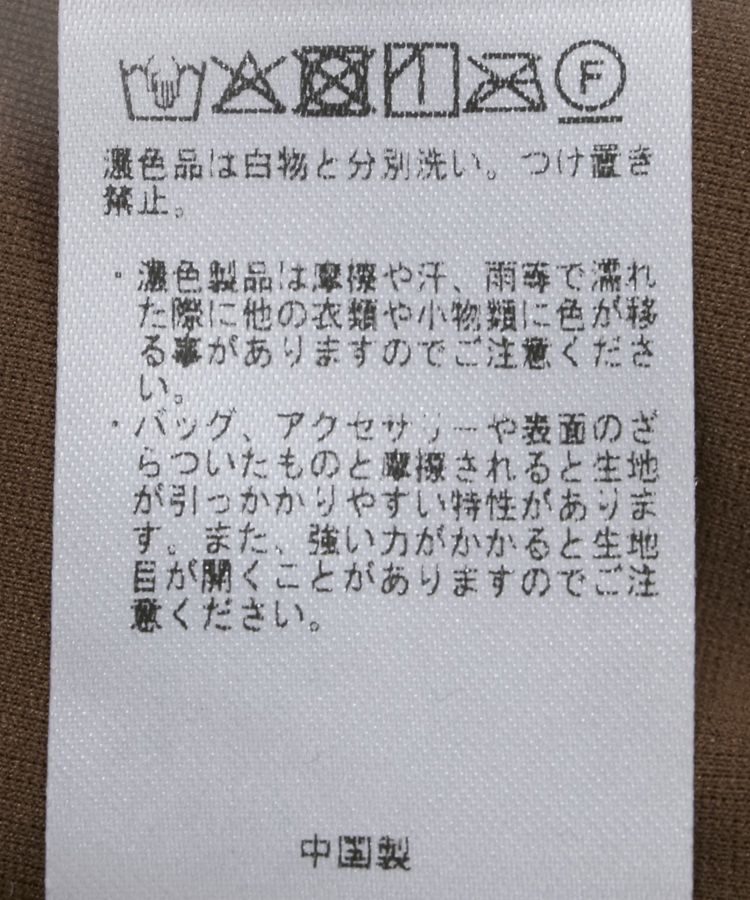 F
濃色品は白物と分別洗い。つけ置き
禁止。
・濃色製品は摩擦や汗、雨等で濡れ
た際に他の衣類や小物類に色が移
る事がありますのでご注意くださ
い。
・バッグ、アクセサリーや表面のざ
らついたものと摩擦されると生地
が引っかかりやすい特性がありま
す。また、強い力がかかると生地
目が開くことがありますのでご注
意ください。
中国製